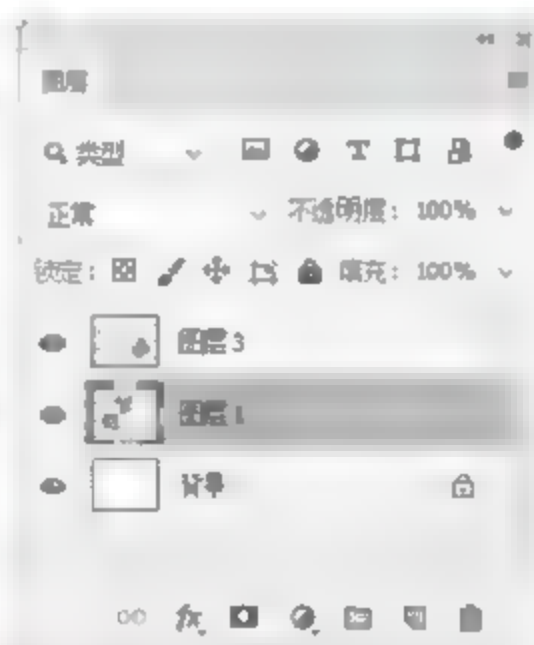 图层
类型
正常 不透明度: 100%
锁定: 填充: 100%
图层 3
图层 1
背景